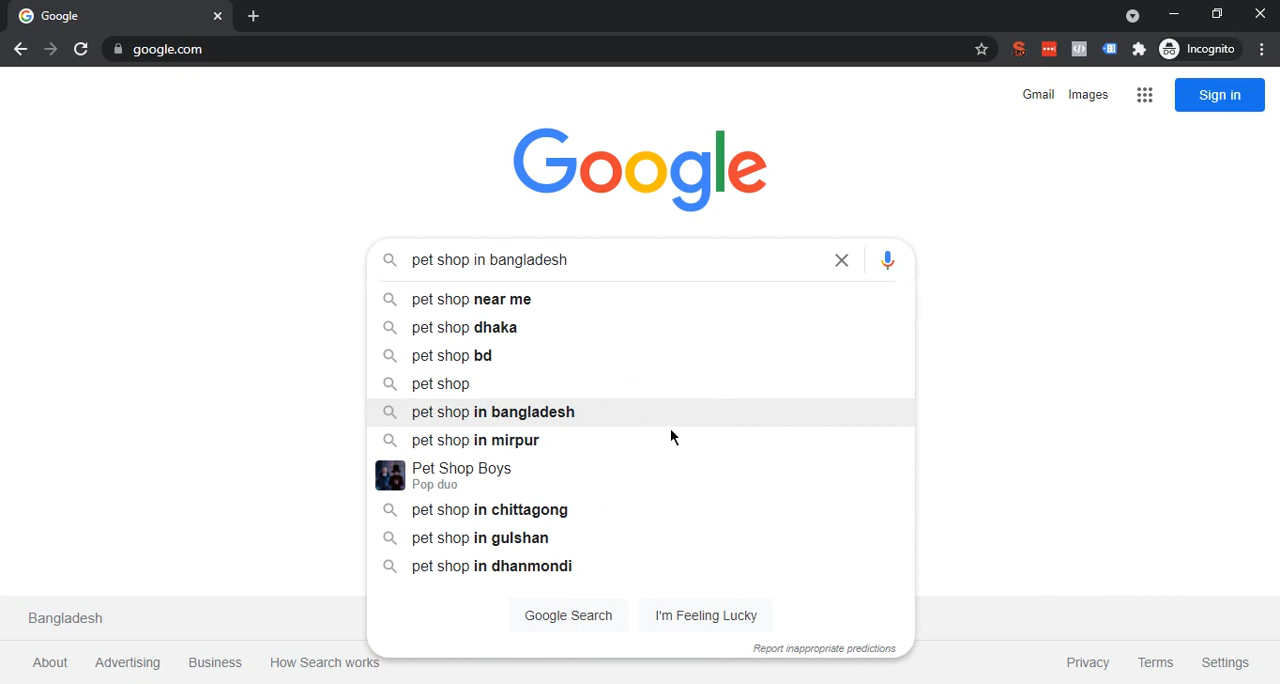 Google
google.com
Incognito
Gmail Images Sign in
Google
pet shop in bangladesh
pet shop near me
pet shop dhaka
pet shop bd
pet shop
pet shop in bangladesh
pet shop in mirpur
Pet Shop Boys
Pop duo
pet shop in chittagong
pet shop in gulshan
pet shop in dhanmondi
Google Search I'm Feeling Lucky
Report inappropriate predictions
Bangladesh
About Advertising Business How Search works Privacy Terms Settings